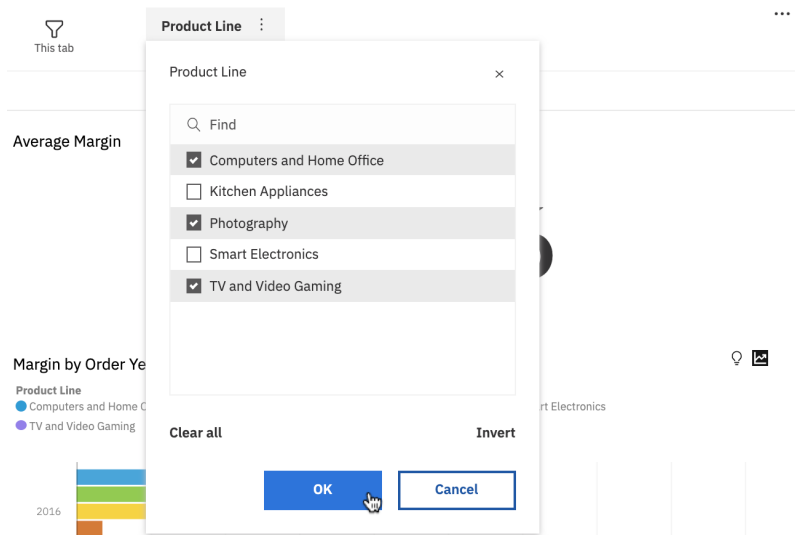 This tab
Product Line
Product Line
Find
Computers and Home Office
Kitchen Appliances
Photography
Smart Electronics
TV and Video Gaming
Clear all
Invert
OK
Cancel
Average Margin
Margin by Order Ye
Product Line
Computers and Home
rt Electronics
TV and Video Gaming
2016